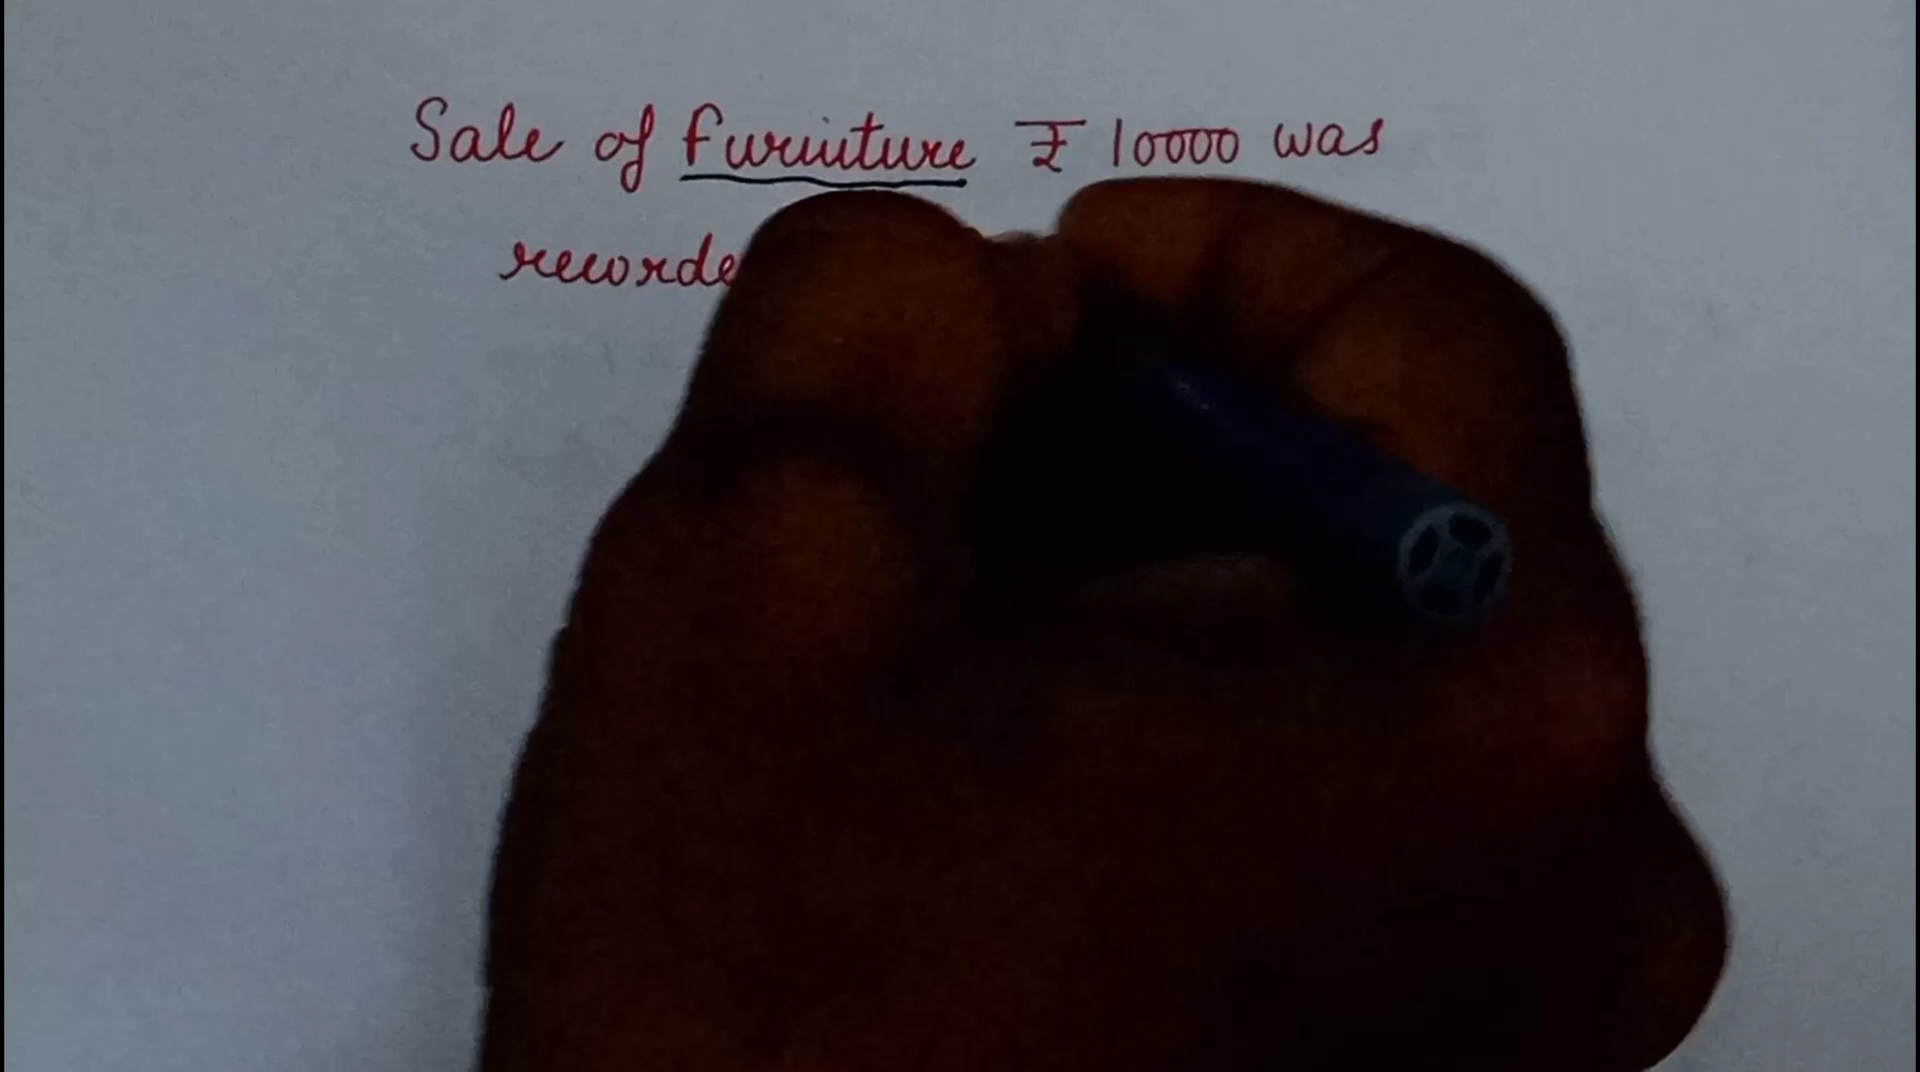 Sale of furniture ₹ 10000 was
recorde